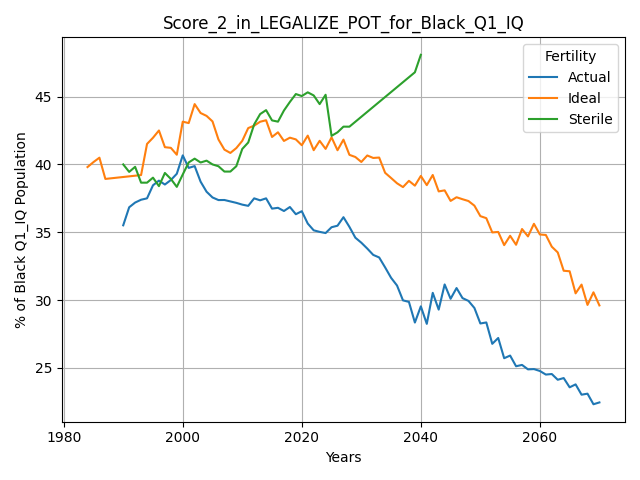 Score_2_in_LEGALIZE_POT_for_Black_Q1_IQ
Fertility
Actual
Ideal
Sterile
% of Black Q1_IQ Population
45
40
35
30
25
1980
2000
2020
2040
2060
Years